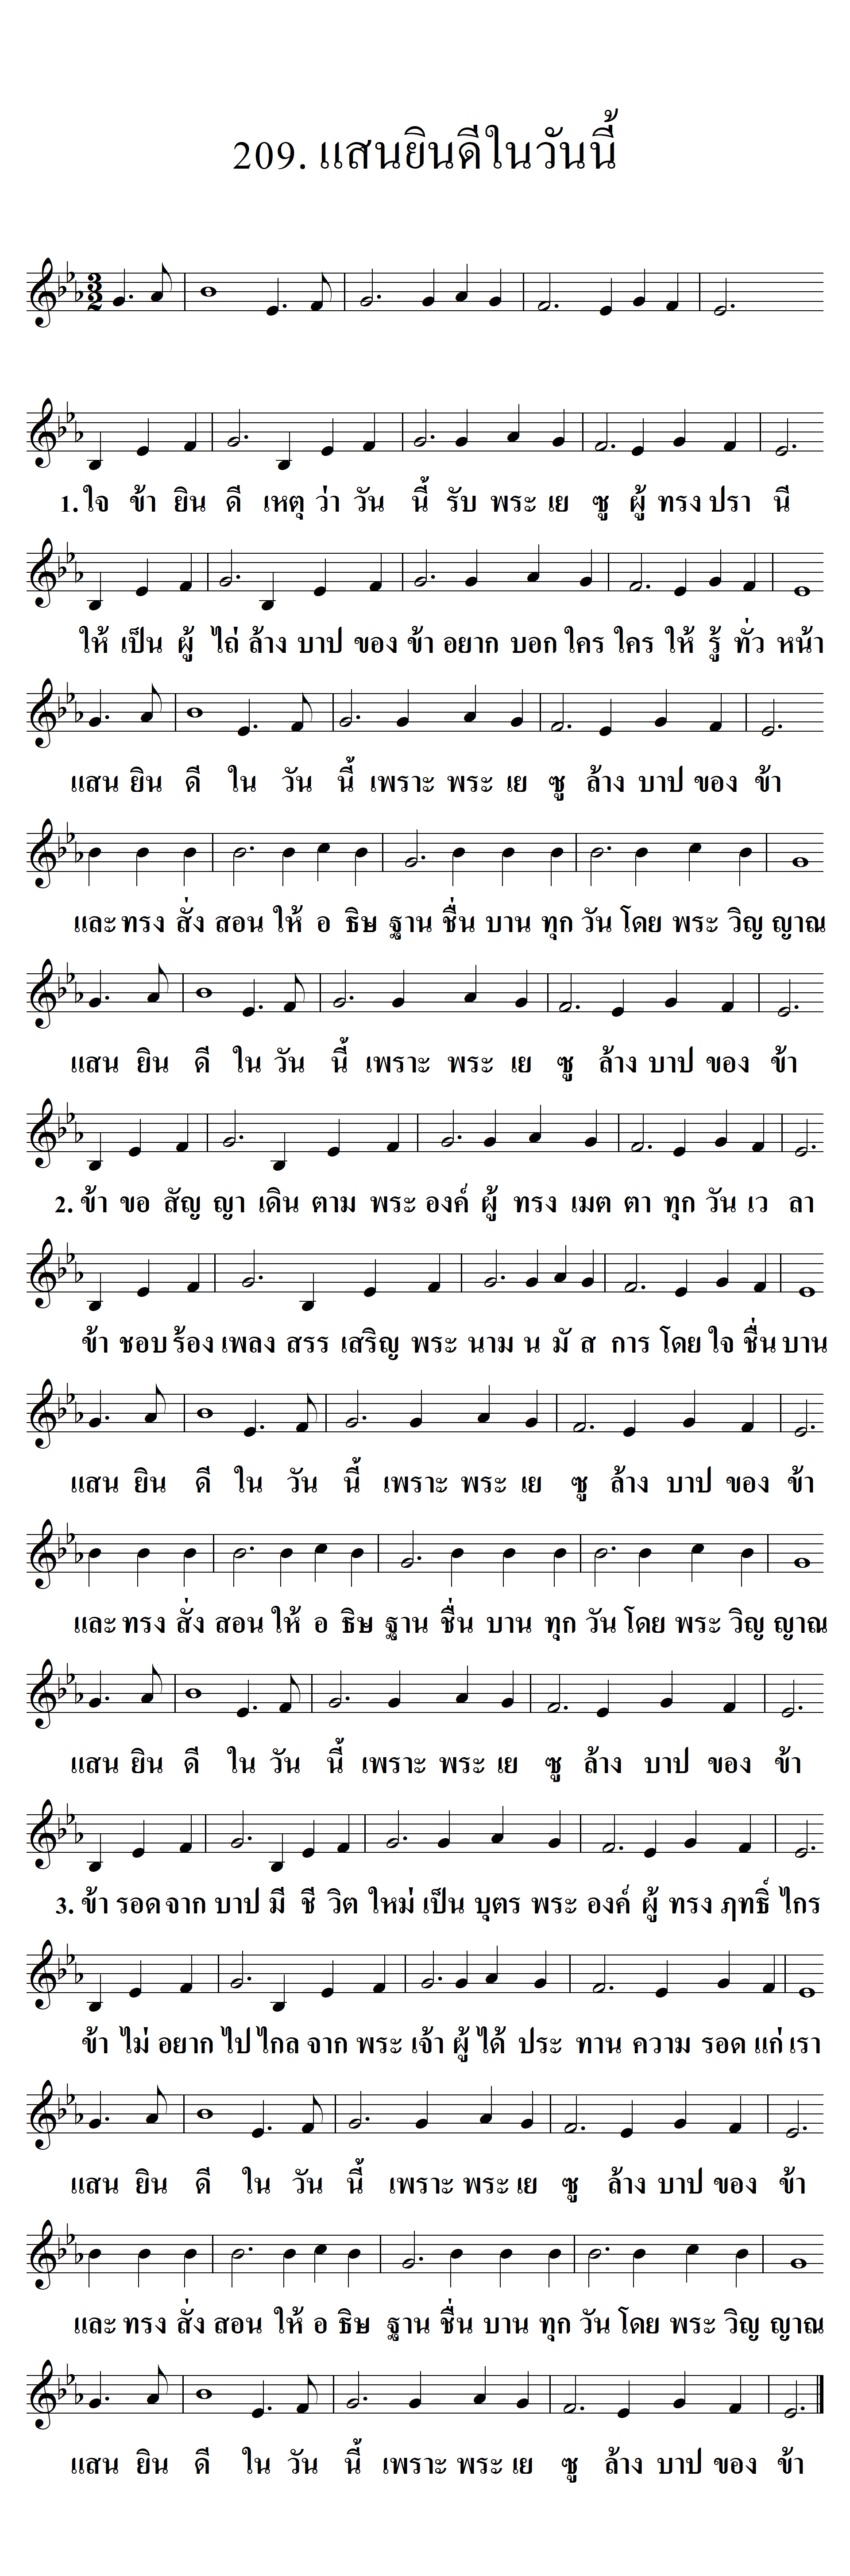 209. แสนยินดีในวันนี้
1. ใจ ข้า ยิน ดี เหตุ ว่า วัน นี้ รับ พระ เย ซู ผู้ ทรง ปรา นี
ให้ เป็น ผู้ ไถ่ ล้าง บาป ของ ข้า อยาก บอก ใคร ใคร ให้ รู้ ทั่ว หน้า
แสน ยิน ดี ใน วัน นี้ เพราะ พระ เย ซู ล้าง บาป ของ ข้า
และ ทรง สั่ง สอน ให้ อ ธิษ ฐาน ชื่น บาน ทุก วัน โดย พระ วิญ ญาณ
แสน ยิน ดี ใน วัน นี้ เพราะ พระ เย ซู ล้าง บาป ของ ข้า
2. ข้า ขอ สัญ ญา เดิน ตาม พระ องค์ ผู้ ทรง เมต ตา ทุก วัน เว ลา
ข้า ชอบ ร้อง เพลง สรร เสริญ พระ นาม น มัส การ โดย ใจ ชื่น บาน
แสน ยิน ดี ใน วัน นี้ เพราะ พระ เย ซู ล้าง บาป ของ ข้า
และ ทรง สั่ง สอน ให้ อ ธิษ ฐาน ชื่น บาน ทุก วัน โดย พระ วิญ ญาณ
แสน ยิน ดี ใน วัน นี้ เพราะ พระ เย ซู ล้าง บาป ของ ข้า
3. ข้า รอด จาก บาป มี ชี วิต ใหม่ เป็น บุตร พระ องค์ ผู้ ทรง ฤทธิ์ ไกร
ข้า ไม่ อยาก ไป ไกล จาก พระ เจ้า ผู้ ได้ ประ ทาน ความ รอด แก่ เรา
แสน ยิน ดี ใน วัน นี้ เพราะ พระ เย ซู ล้าง บาป ของ ข้า
และ ทรง สั่ง สอน ให้ อ ธิษ ฐาน ชื่น บาน ทุก วัน โดย พระ วิญ ญาณ
แสน ยิน ดี ใน วัน นี้ เพราะ พระ เย ซู ล้าง บาป ของ ข้า